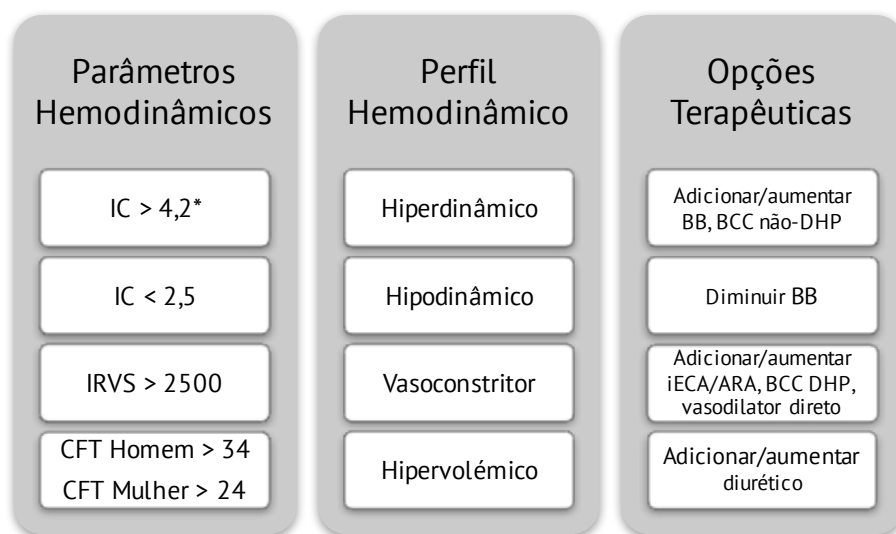 Parâmetros
Hemodinâmicos
IC > 4,2*
IC < 2,5
IRVS > 2500
CFT Homem > 34
CFT Mulher > 24
Perfil
Hemodinâmico
Hiperdinâmico
Hipodinâmico
Vasoconstritor
Hipervolémico
Opções
Terapêuticas
Adicionar/aumentar
BB, BCC não-DHP
Diminuir BB
Adicionar/aumentar
iECA/ARA, BCC DHP,
vasodilator direto
Adicionar/aumentar
diurético